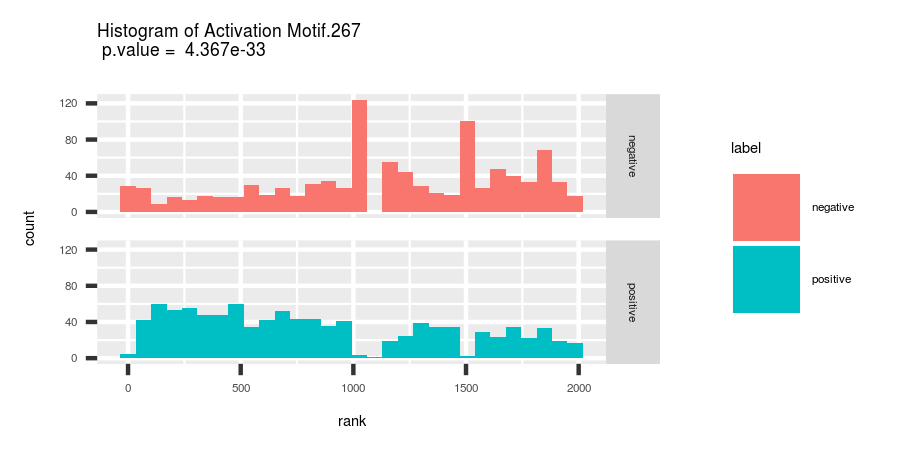 Histogram of Activation Motif.267
p.value = 4.367e-33
120
80
40
0
negative
120
80
40
0
positive
0 500 1000 1500 2000
rank
count
label
negative
positive